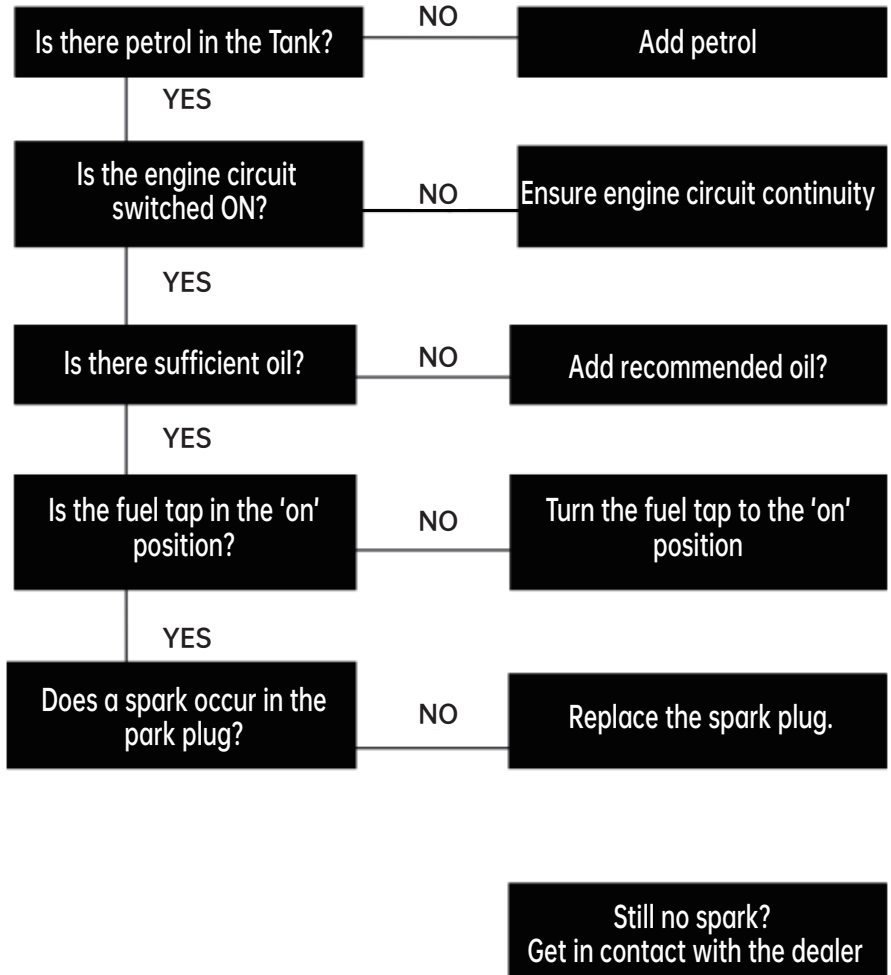 Is there petrol in the Tank?
NO
Add petrol
YES
Is the engine circuit
switched ON?
NO
Ensure engine circuit continuity
YES
Is there sufficient oil?
NO
Add recommended oil?
YES
Is the fuel tap in the ‘on’
position?
NO
Turn the fuel tap to the ‘on’
position
YES
Does a spark occur in the
park plug?
NO
Replace the spark plug.
Still no spark?
Get in contact with the dealer